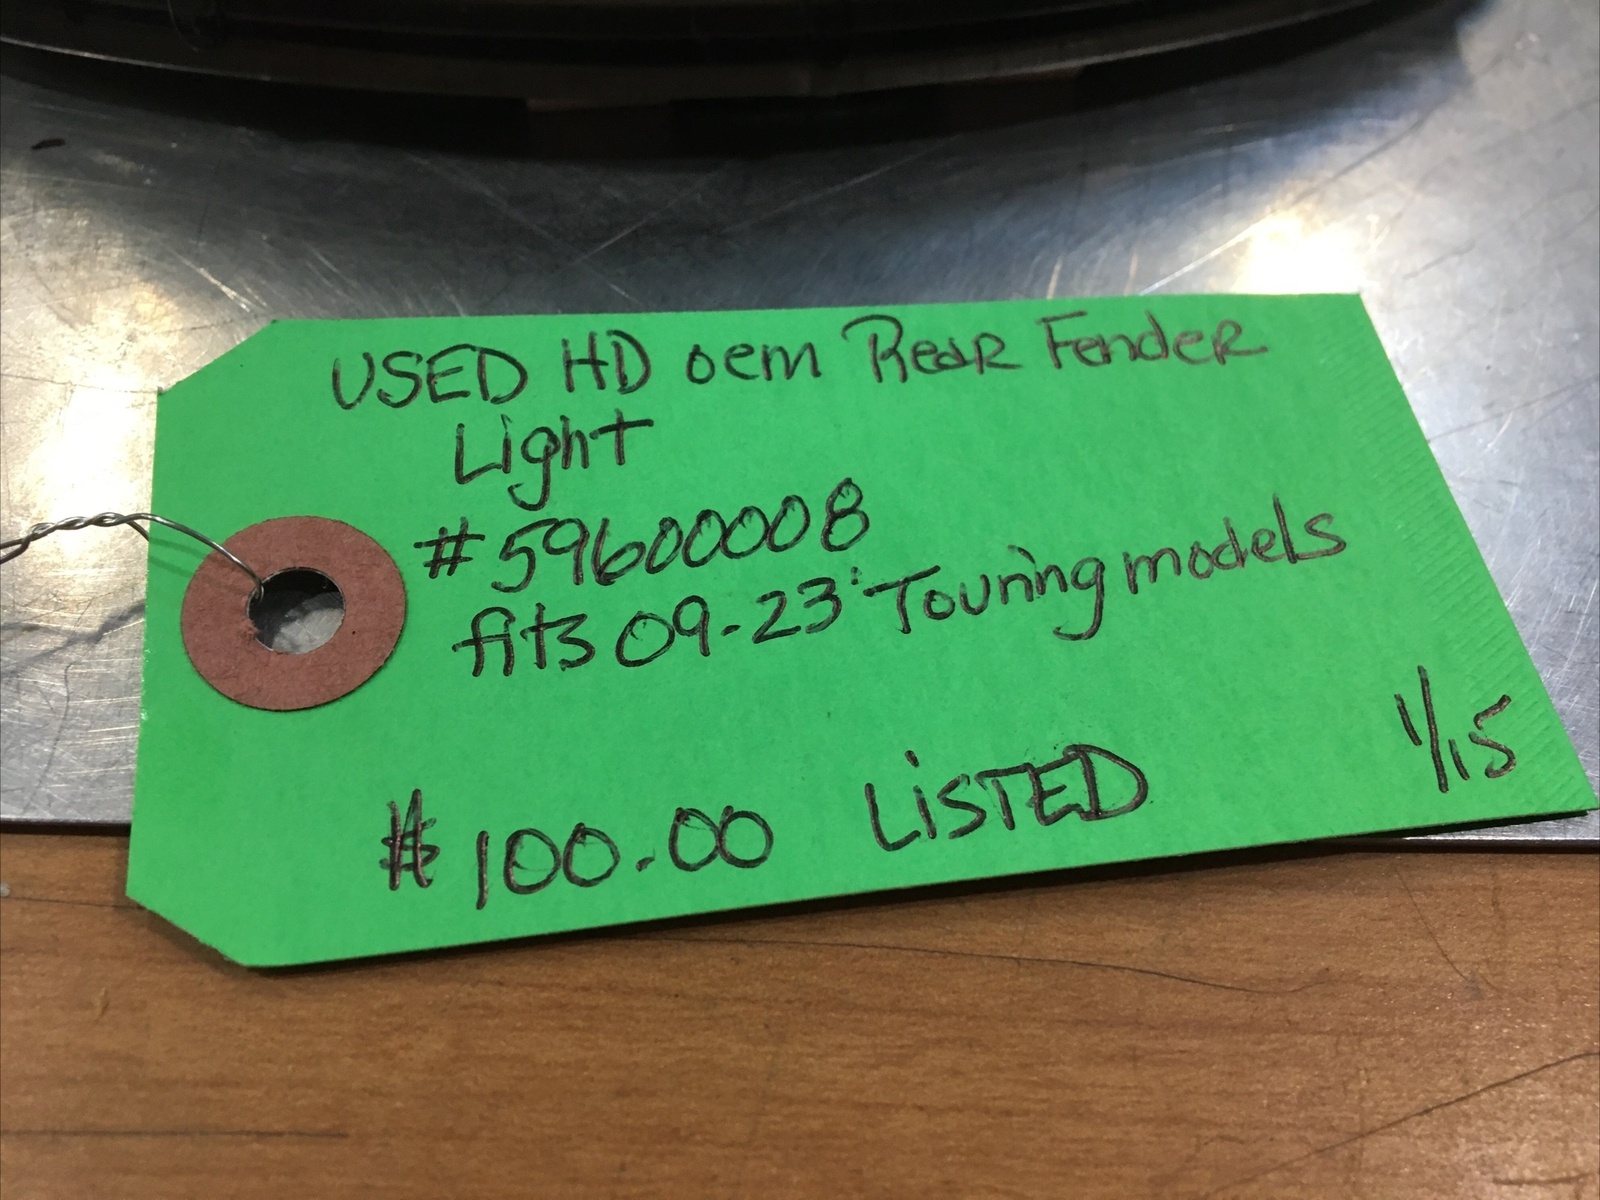 USED HD oem Rear Fender
Light
#59600008
fits 09-23' Touring models
1/15
$100.00 LISTED